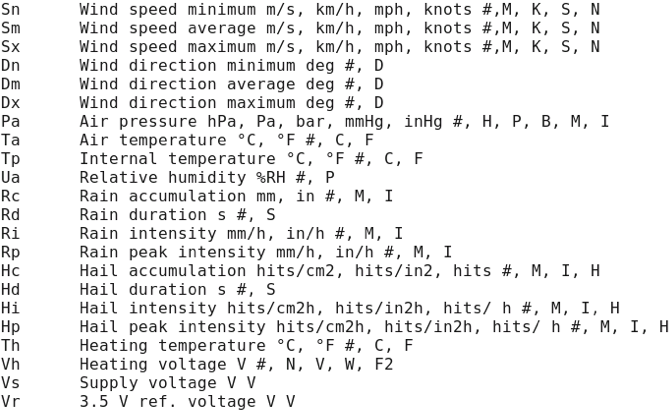 Sn Wind speed minimum m/s, km/h, mph, knots #,M, K, S, N
Sm Wind speed average m/s, km/h, mph, knots #,M, K, S, N
Sx Wind speed maximum m/s, km/h, mph, knots #,M, K, S, N
Dn Wind direction minimum deg #, D
Dm Wind direction average deg #, D
Dx Wind direction maximum deg #, D
Pa Air pressure hPa, Pa, bar, mmHg, inHg #, H, P, B, M, I
Ta Air temperature °C, °F #, C, F
Tp Internal temperature °C, °F #, C, F
Ua Relative humidity %RH #, P
Rc Rain accumulation mm, in #, M, I
Rd Rain duration s #, S
Ri Rain intensity mm/h, in/h #, M, I
Rp Rain peak intensity mm/h, in/h #, M, I
Hc Hail accumulation hits/cm2, hits/in2, hits #, M, I, H
Hd Hail duration s #, S
Hi Hail intensity hits/cm2h, hits/in2h, hits/ h #, M, I, H
Hp Hail peak intensity hits/cm2h, hits/in2h, hits/ h #, M, I, H
Th Heating temperature °C, °F #, C, F
Vh Heating voltage V #, N, V, W, F2
Vs Supply voltage V V
Vr 3.5 V ref. voltage V V